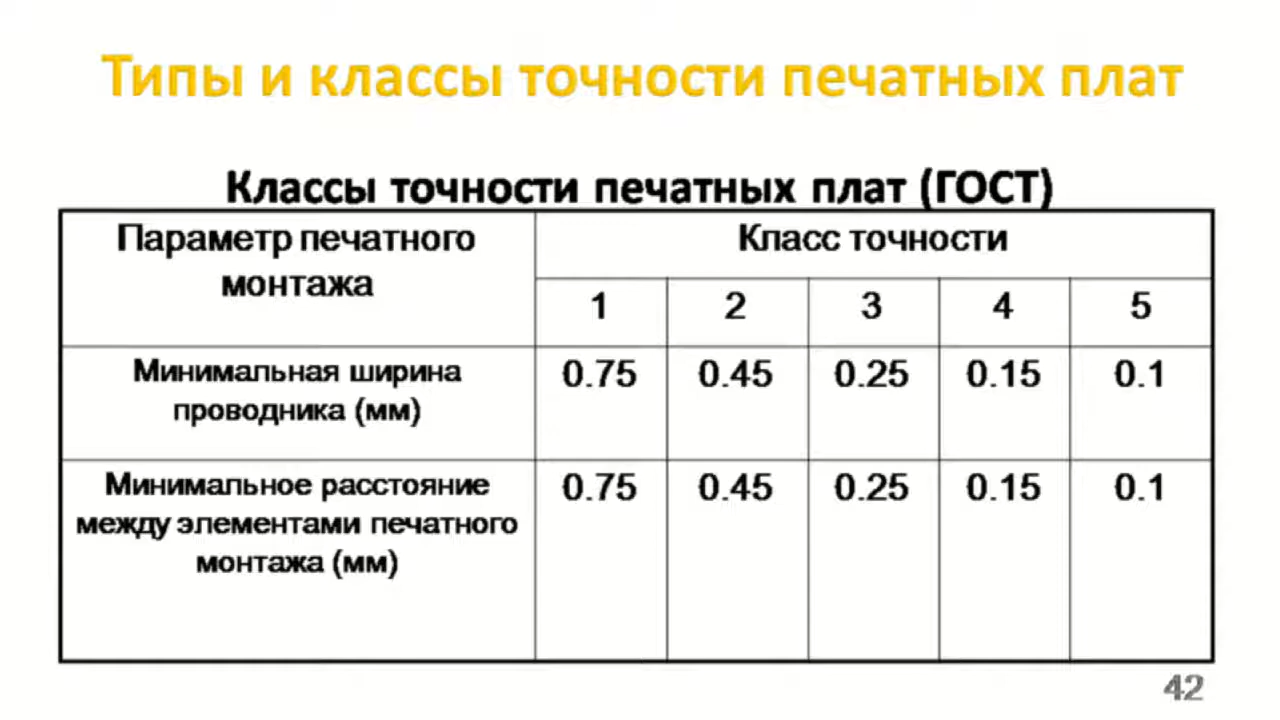 Типы и классы точности печатных плат
Классы точности печатных плат (ГОСТ)
Параметр печатного
монтажа
Класс точности
1 2 3 4 5
Минимальная ширина
проводника (мм)
0.75 0.45 0.25 0.15 0.1
Минимальное расстояние
между элементами печатного
монтажа (мм)
0.75 0.45 0.25 0.15 0.1
42